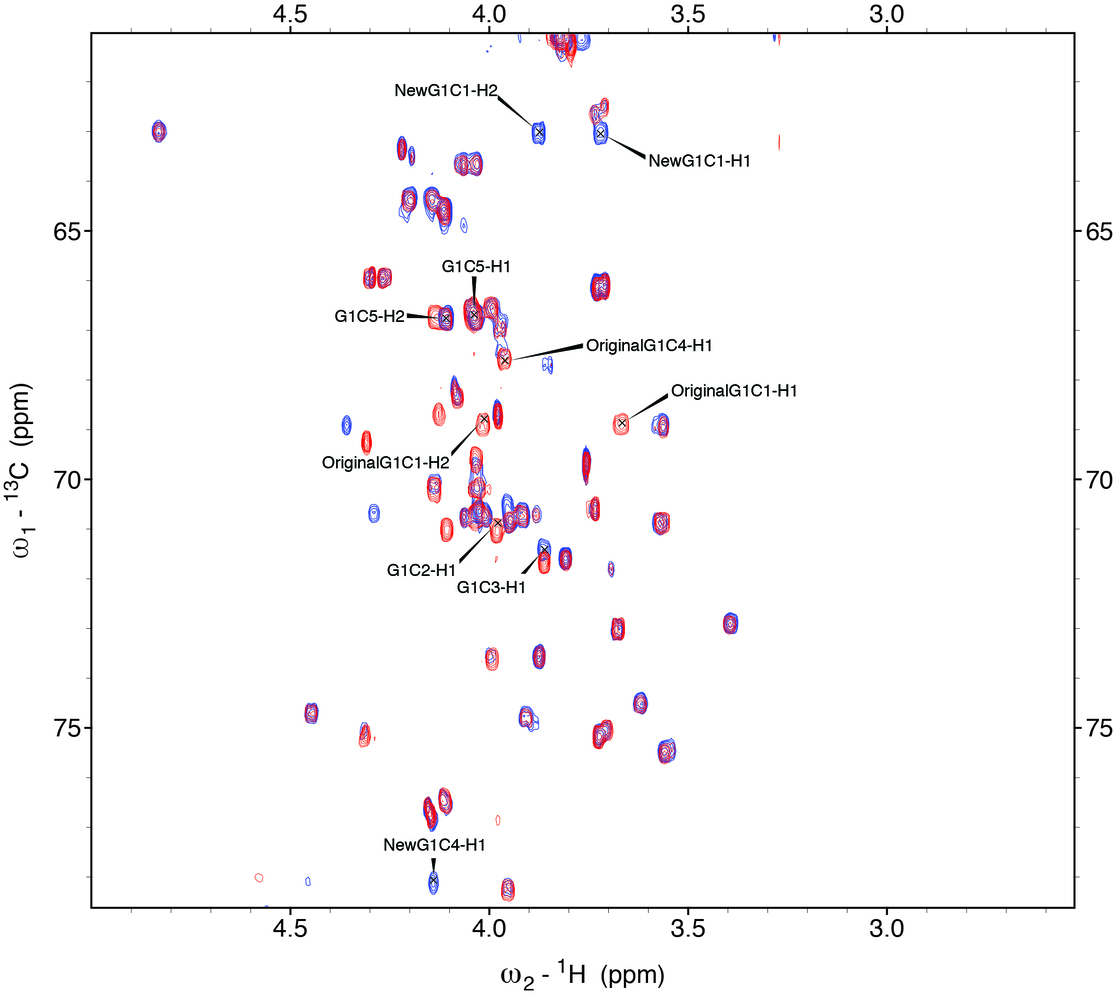 4.5 4.0 3.5 3.0
NewG1C1-H2
NewG1C1-H1
65 65
G1C5-H1
G1C5-H2
OriginalG1C4-H1
OriginalG1C1-H1
OriginalG1C1-H2
70 70
ω1 - 13C (ppm)
G1C2-H1
G1C3-H1
75 75
NewG1C4-H1
4.5 4.0 3.5 3.0
ω2 - 1H (ppm)